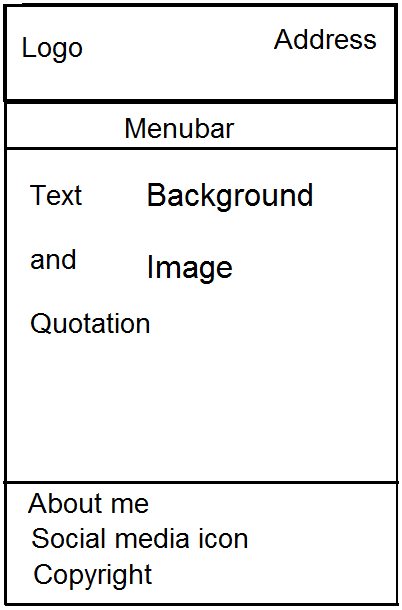 Logo
Address
Menubar
Text
Background
and
Image
Quotation
About me
Social media icon
Copyright